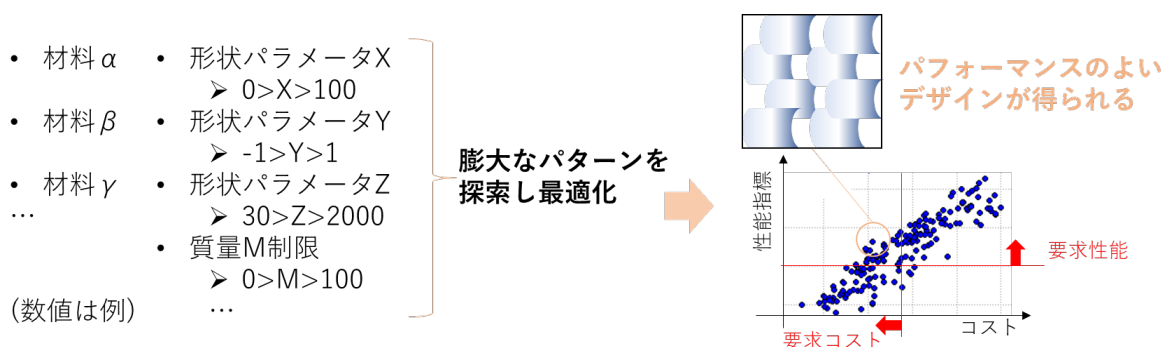 • 材料α
• 材料β
• 材料γ
…
(数値は例)
• 形状パラメータX
➢ 0>X>100
• 形状パラメータY
➢ -1>Y>1
• 形状パラメータZ
➢ 30>Z>2000
• 質量M制限
➢ 0>M>100
…
膨大なパターンを
探索し最適化
パフォーマンスのよい
デザインが得られる
性能指標
要求性能
コスト
要求コスト